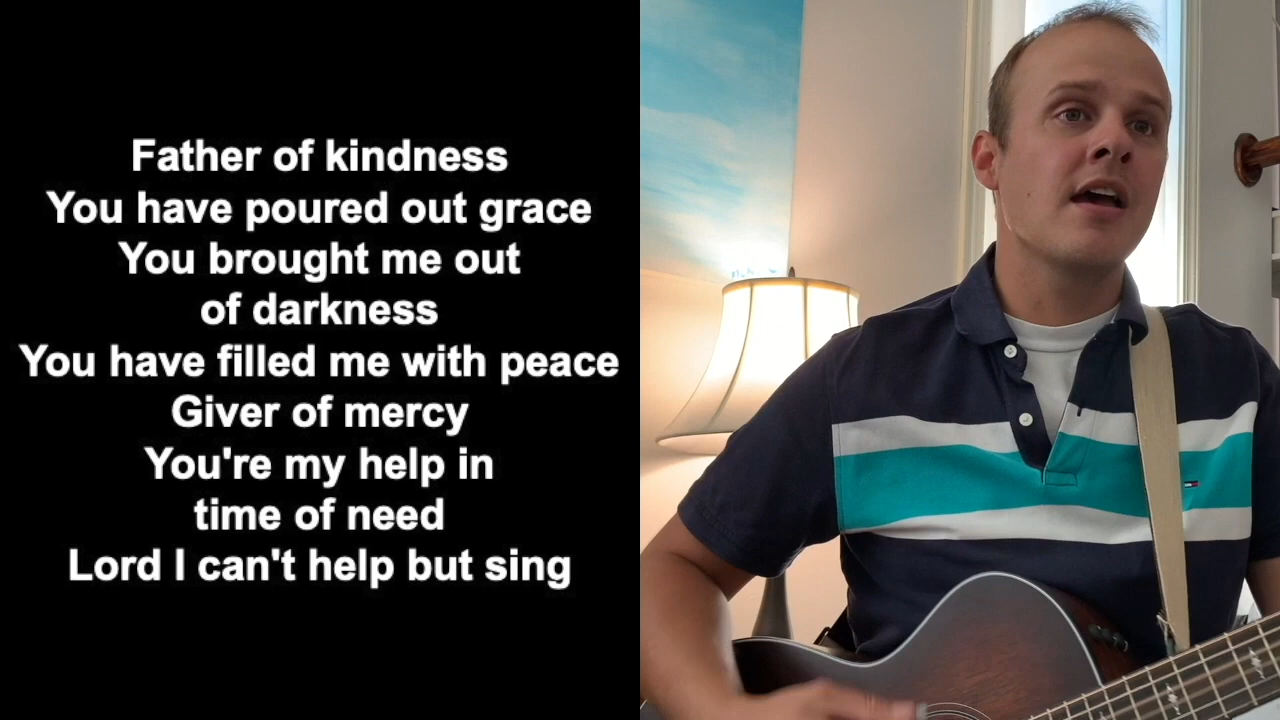 Father of kindness
You have poured out grace
You brought me out
of darkness
You have filled me with peace
Giver of mercy
You're my help in
time of need
Lord I can't help but sing